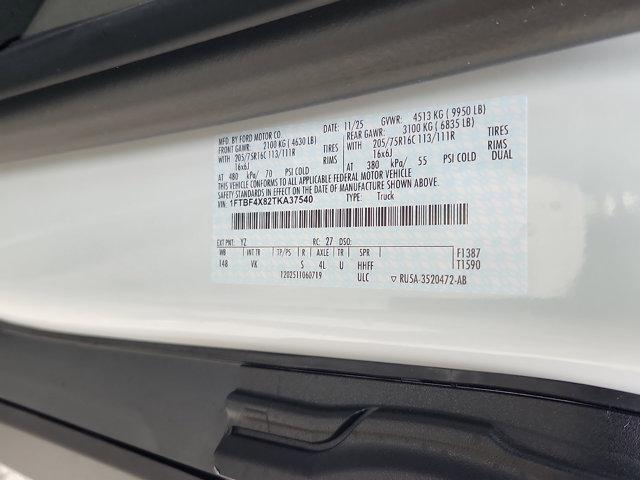 MFD. BY FORD MOTOR CO. DATE: 11/25 GVWR: 4513 KG ( 9950 LB)
FRONT GAWR: 2100 KG ( 4630 LB) REAR GAWR: 3100 KG ( 6835 LB)
WITH 205/75R16C 113/111R TIRES WITH 205/75R16C 113/111R TIRES
16x6J RIMS 16x6J RIMS
AT 480 kPa/ 70 PSI COLD AT 380 kPa/ 55 PSI COLD DUAL
THIS VEHICLE CONFORMS TO ALL APPLICABLE FEDERAL MOTOR VEHICLE
SAFETY STANDARDS IN EFFECT ON THE DATE OF MANUFACTURE SHOWN ABOVE.
VIN: 1FTBF4X82TKA37540 TYPE: Truck
EXT PNT: YZ RC: 27 DSO:
WB INT TR TP/PS R AXLE TR SPR F1387
148 VK S 4L U HHFF T1590
1202511060719 ULC ▽ RU5A-3520472-AB